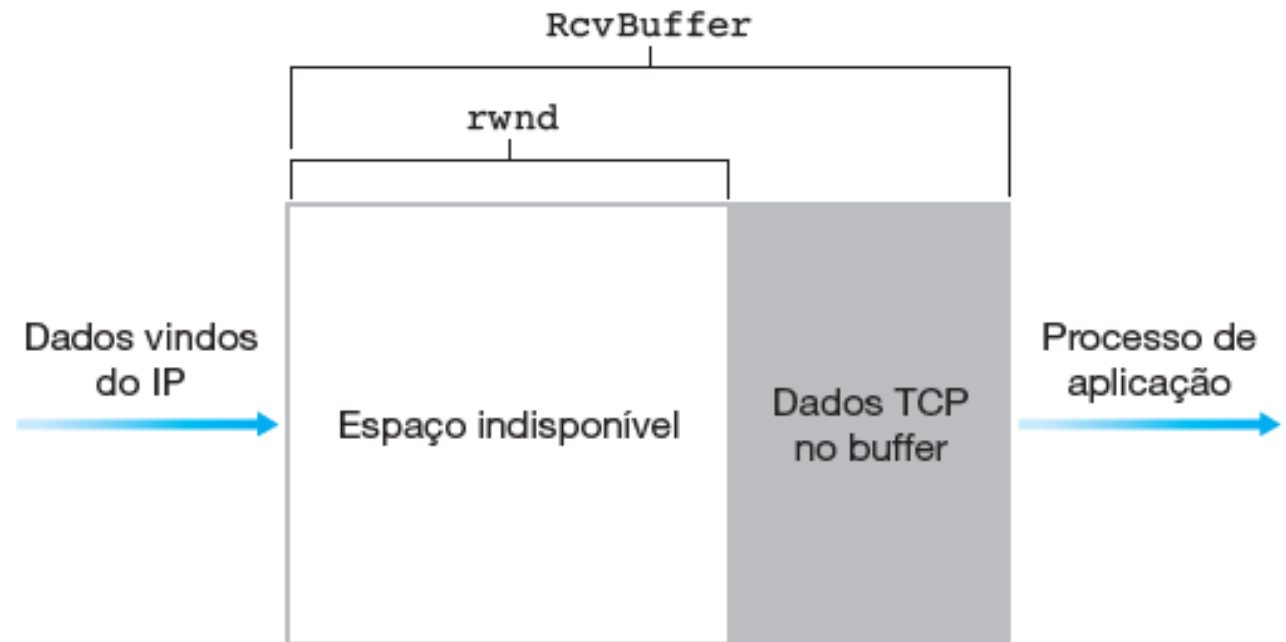 RcvBuffer
rwnd
Dados vindos
do IP
Espaço indisponível
Dados TCP
no buffer
Processo de
aplicação